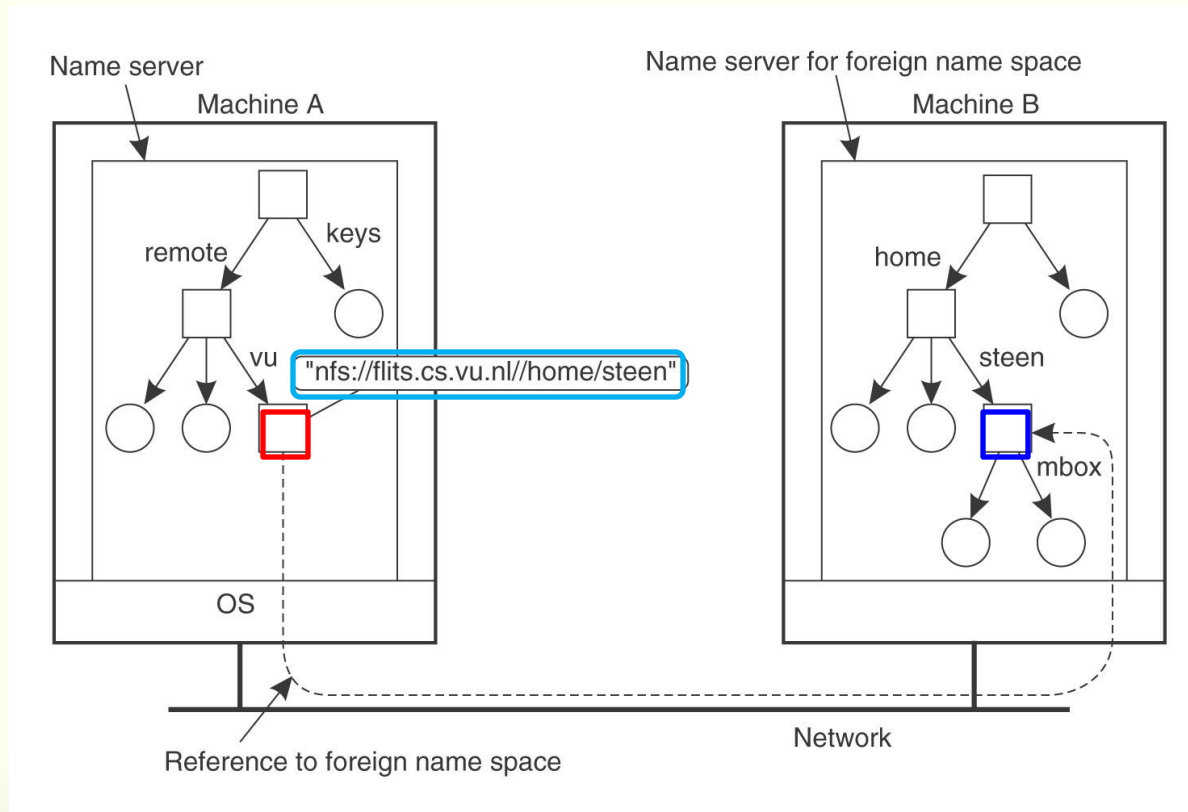 Name server
Name server for foreign name space
Machine A
Machine B
remote
keys
home
vu
"nfs://flits.cs.vu.nl//home/steen"
steen
mbox
OS
Network
Reference to foreign name space